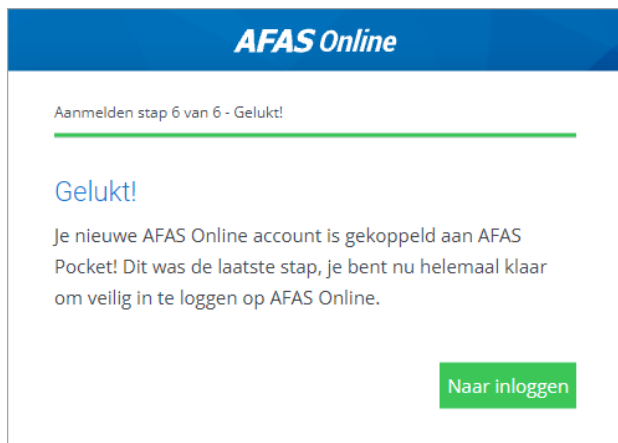 AFAS Online
Aanmelden stap 6 van 6 - Gelukt!
Gelukt!
Je nieuwe AFAS Online account is gekoppeld aan AFAS
Pocket! Dit was de laatste stap, je bent nu helemaal klaar
om veilig in te loggen op AFAS Online.
Naar inloggen